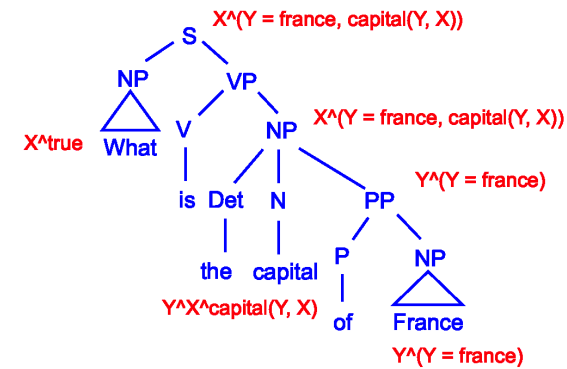 X^(Y = france, capital(Y, X))
S
NP VP
X^true What V NP X^(Y = france, capital(Y, X))
Y^(Y = france)
is Det N PP
P NP
the capital
Y^X^capital(Y, X)
of France
Y^(Y = france)